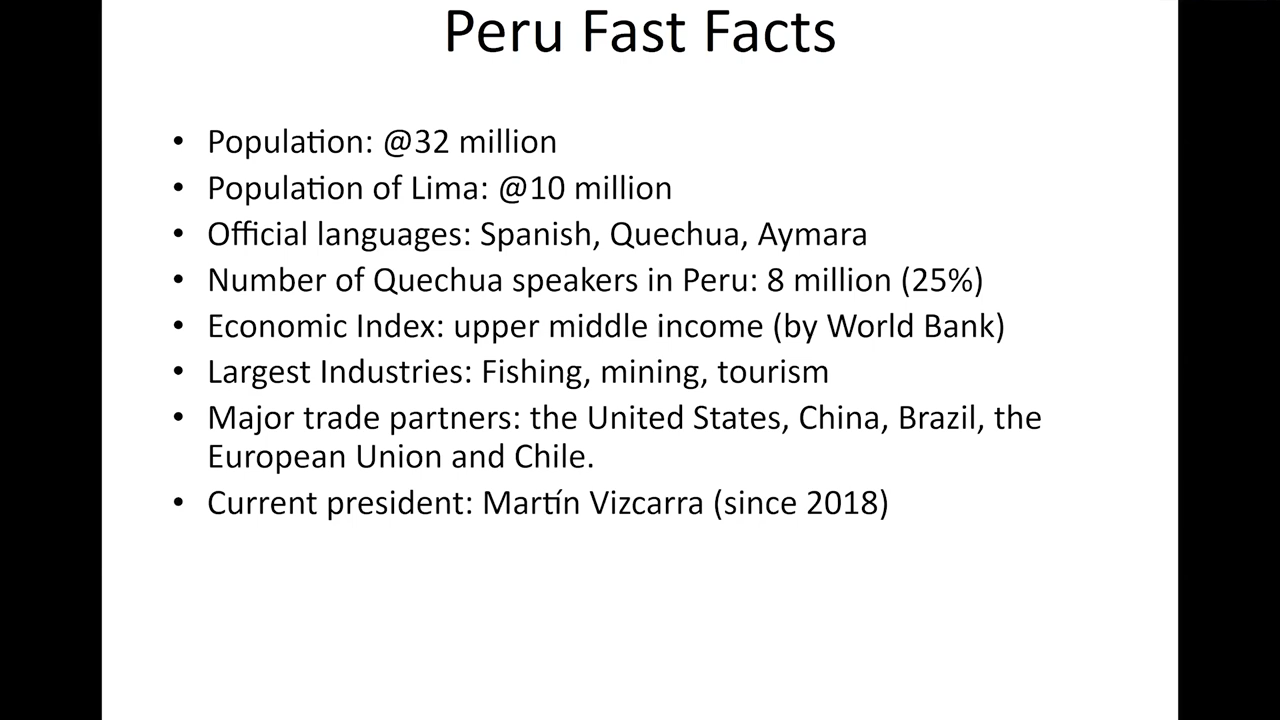 Peru Fast Facts
• Population: @32 million
• Population of Lima: @10 million
• Official languages: Spanish, Quechua, Aymara
• Number of Quechua speakers in Peru: 8 million (25%)
• Economic Index: upper middle income (by World Bank)
• Largest Industries: Fishing, mining, tourism
• Major trade partners: the United States, China, Brazil, the
European Union and Chile.
• Current president: Martín Vizcarra (since 2018)